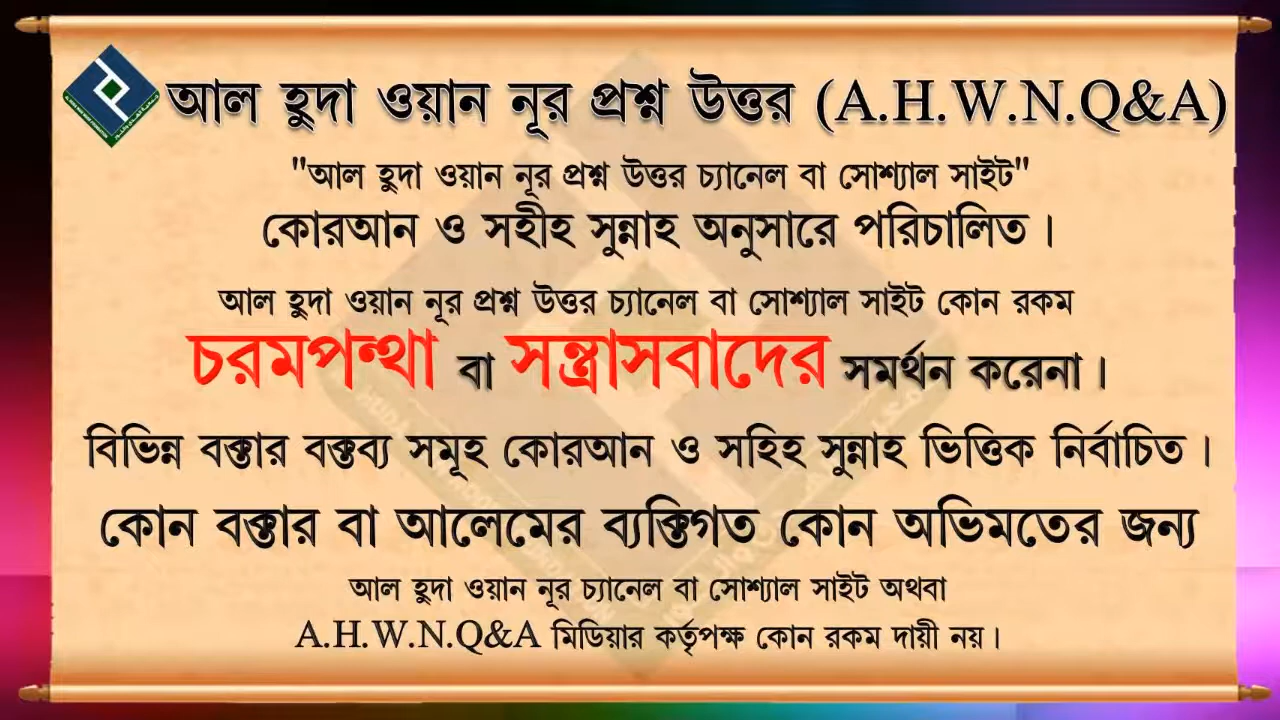 আল হুদা ওয়ান নূর প্রশ্ন উত্তর (A.H.W.N.Q&A)
"আল হুদা ওয়ান নূর প্রশ্ন উত্তর চ্যানেল বা সোশ্যাল সাইট"
কোরআন ও সহীহ সুন্নাহ অনুসারে পরিচালিত।
আল হুদা ওয়ান নূর প্রশ্ন উত্তর চ্যানেল বা সোশ্যাল সাইট কোন রকম
চরমপন্থা বা সন্ত্রাসবাদের সমর্থন করেনা।
বিভিন্ন বক্তার বক্তব্য সমূহ কোরআন ও সহিহ সুন্নাহ ভিত্তিক নির্বাচিত।
কোন বক্তার বা আলেমের ব্যক্তিগত কোন অভিমতের জন্য
আল হুদা ওয়ান নূর চ্যানেল বা সোশ্যাল সাইট অথবা
A.H.W.N.Q&A মিডিয়ার কর্তৃপক্ষ কোন রকম দায়ী নয়।